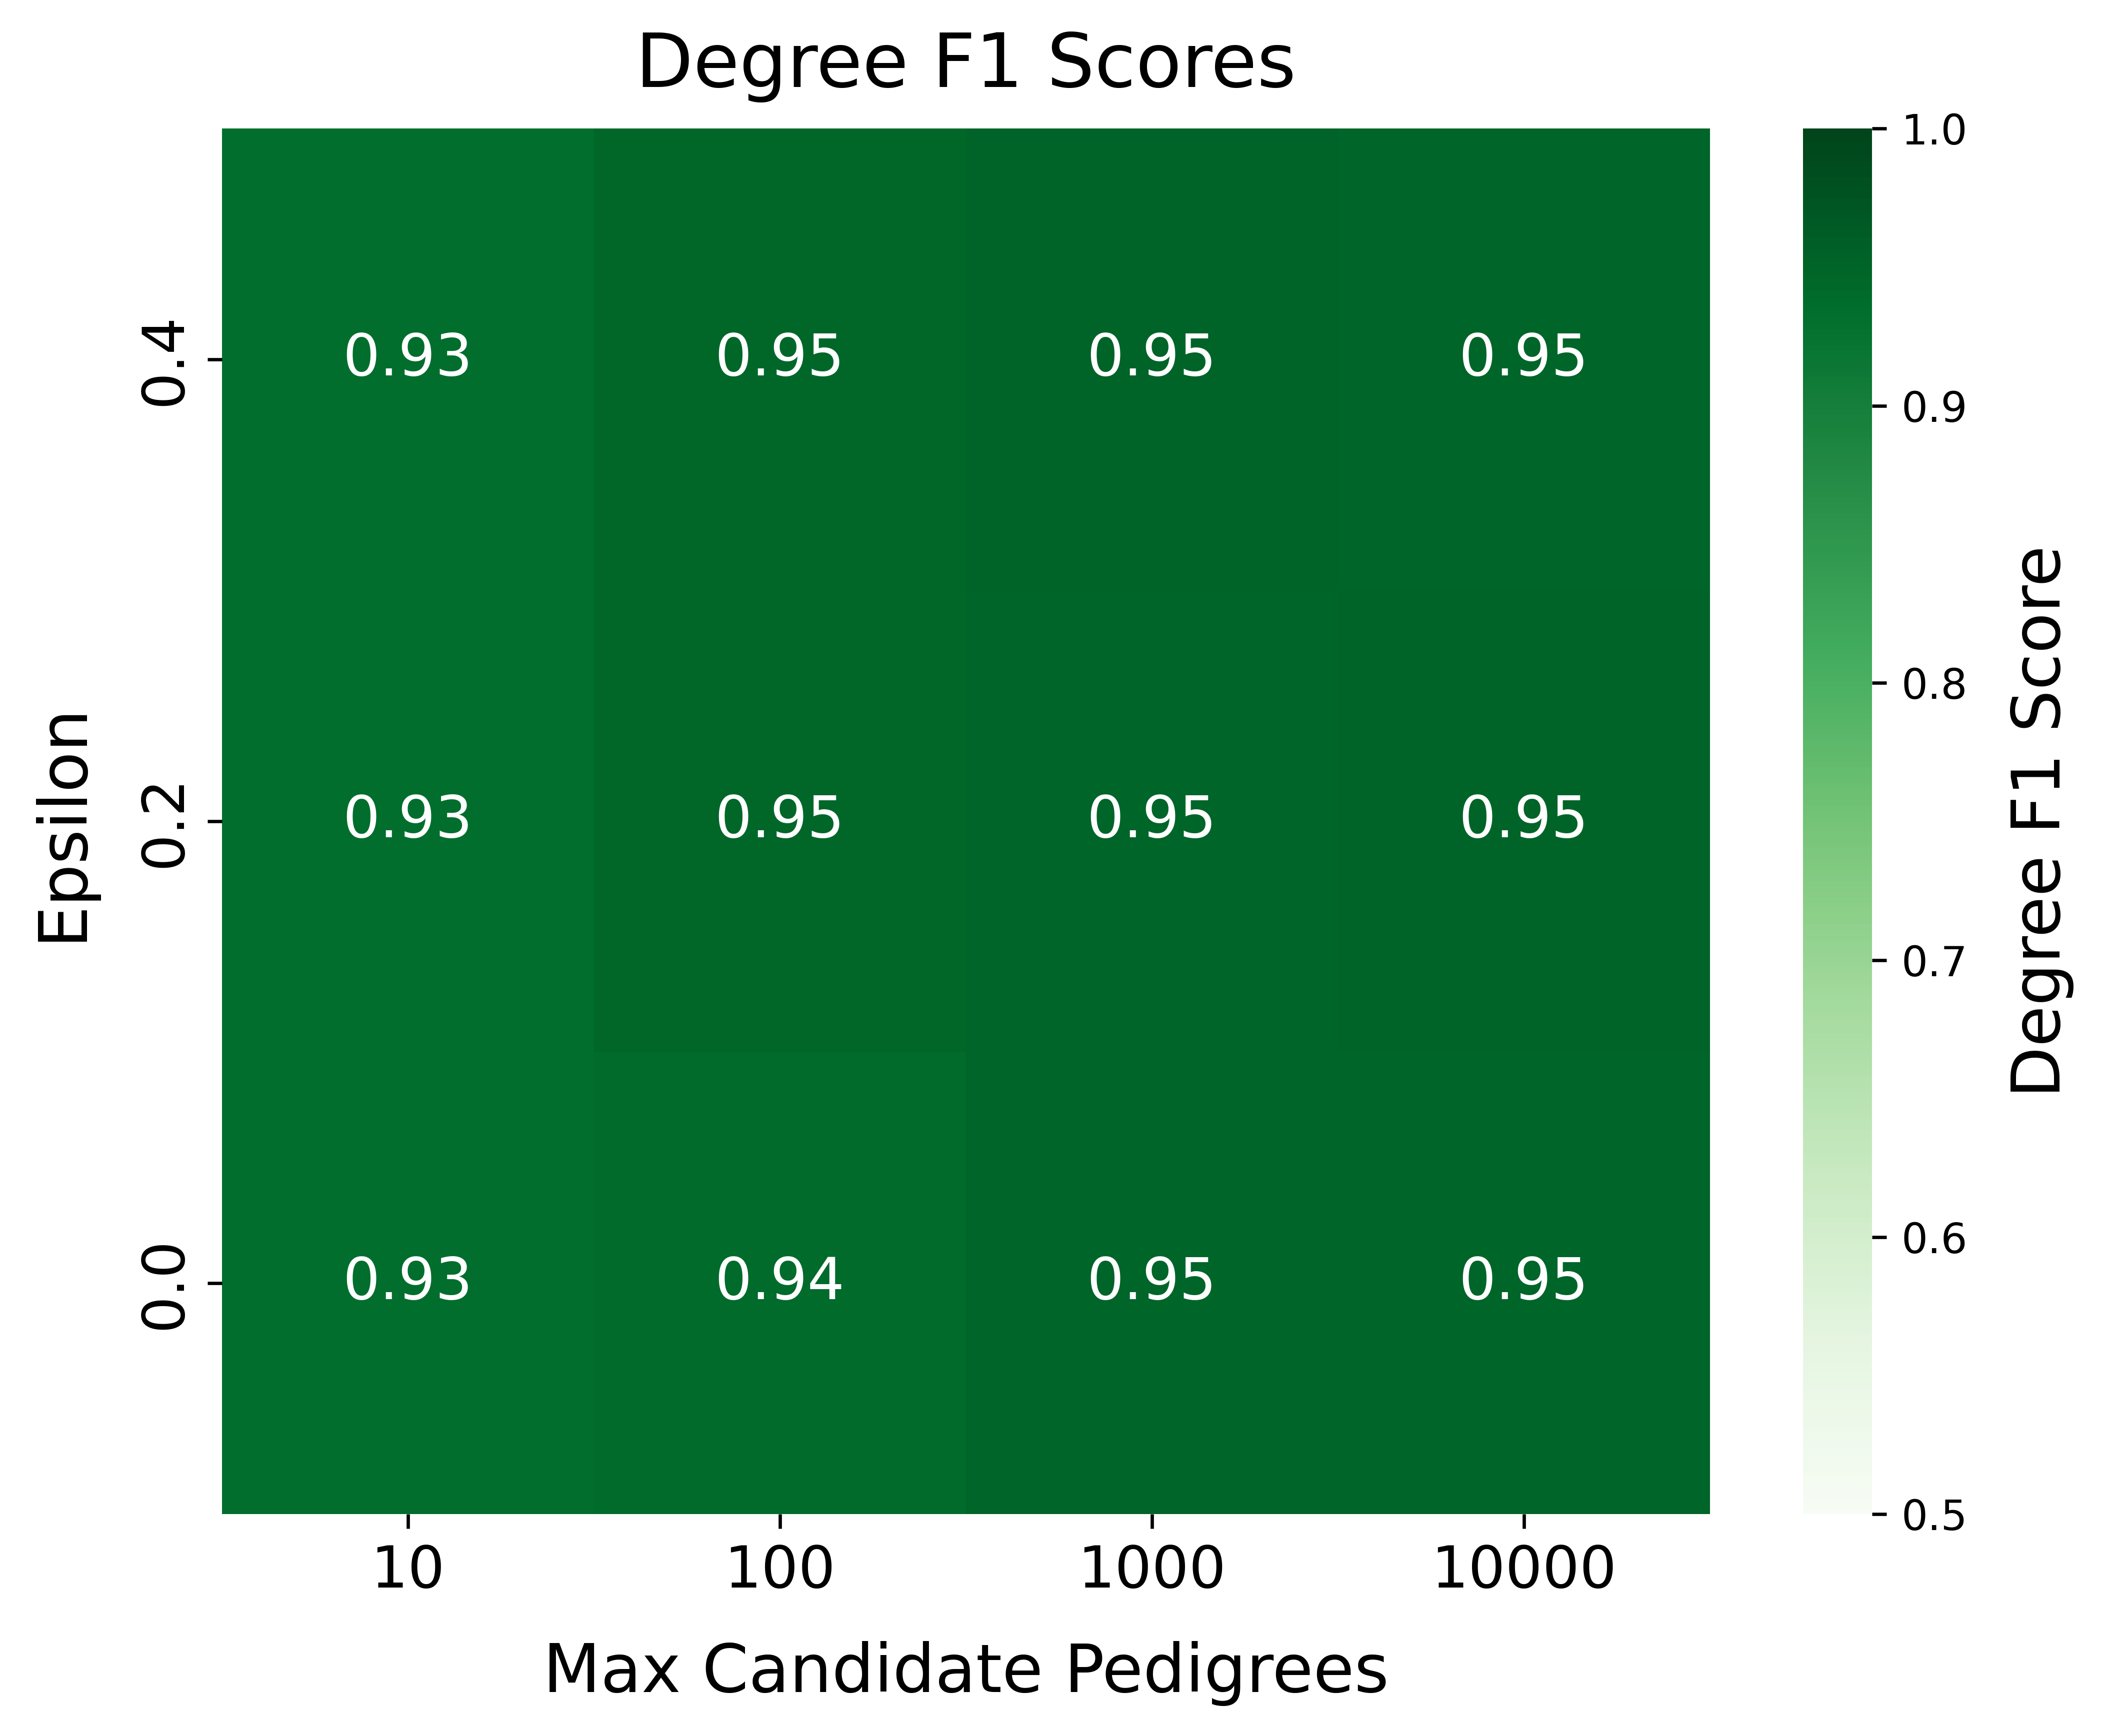 Degree F1 Scores
Epsilon
0.4
0.93 0.95 0.95 0.95
0.2
0.93 0.95 0.95 0.95
0.0
0.93 0.94 0.95 0.95
10 100 1000 10000
Max Candidate Pedigrees
1.0
0.9
0.8
0.7
0.6
0.5
Degree F1 Score